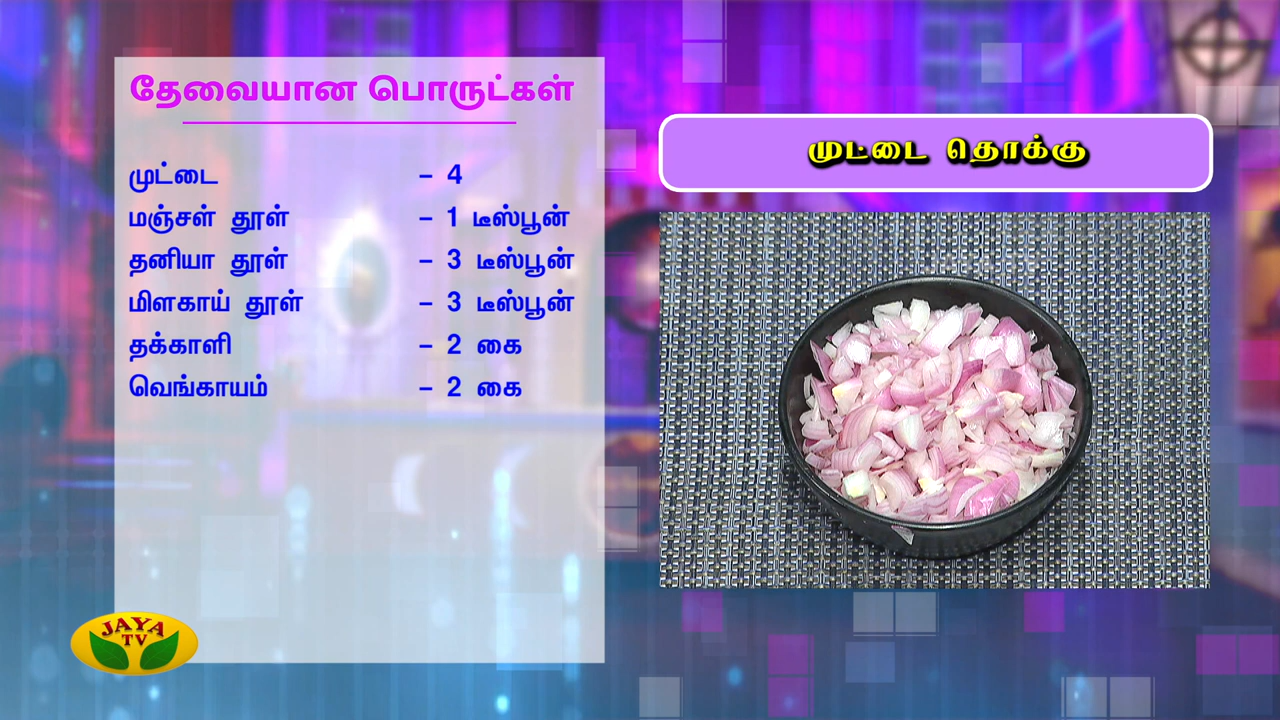 தேவையான பொருட்கள்
முட்டை – 4
மஞ்சள் தூள் – 1 டீஸ்பூன்
தனியா தூள் – 3 டீஸ்பூன்
மிளகாய் தூள் – 3 டீஸ்பூன்
தக்காளி – 2 கை
வெங்காயம் – 2 கை
முட்டை தொக்கு
JAYA
TV